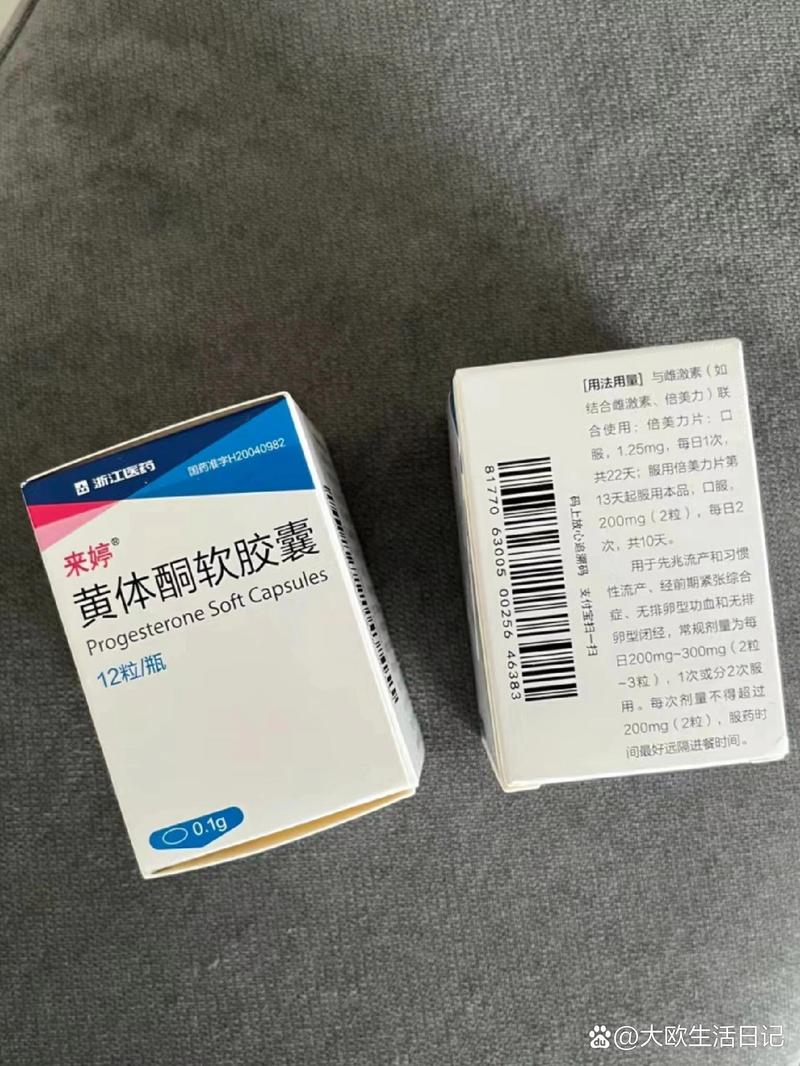 浙江医药
国药准字H20040982
来婷®
黄体酮软胶囊
Progesterone Soft Capsules
12粒/瓶
0.1g
[用法用量] 与雌激素（如
结合雌激素、倍美力）联
合使用：倍美力片：口
服，1.25mg，每日1次，
共22天；服用倍美力片第
13天起服用本品，口服，
200mg（2粒），每日2
次，共10天。
用于先兆流产和习惯
性流产、经前期紧张综合
症、无排卵型功血和无排
卵型闭经，常规剂量为每
日200mg~300mg（2粒
~3粒），1次或分2次服
用。每次剂量不得超过
200mg（2粒），服药时
间最好远隔进餐时间。
81770 63005 00256 46383
码上放心追溯码 支付宝扫一扫
@大欧生活日记